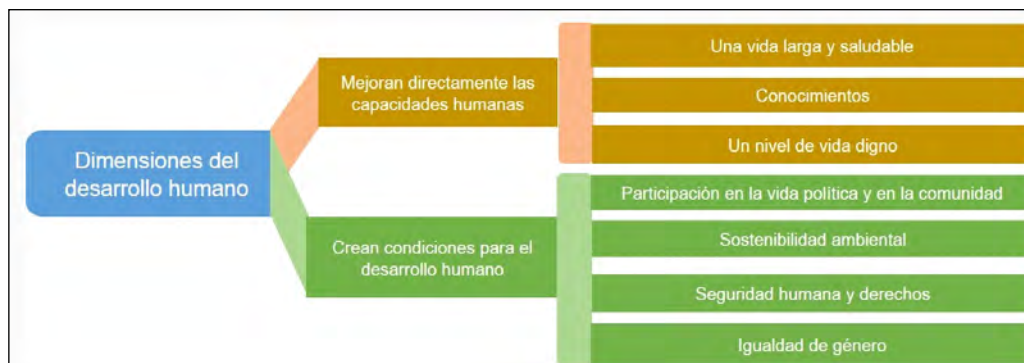 Dimensiones del
desarrollo humano
Mejoran directamente las
capacidades humanas
Una vida larga y saludable
Conocimientos
Un nivel de vida digno
Crean condiciones para el
desarrollo humano
Participación en la vida política y en la comunidad
Sostenibilidad ambiental
Seguridad humana y derechos
Igualdad de género